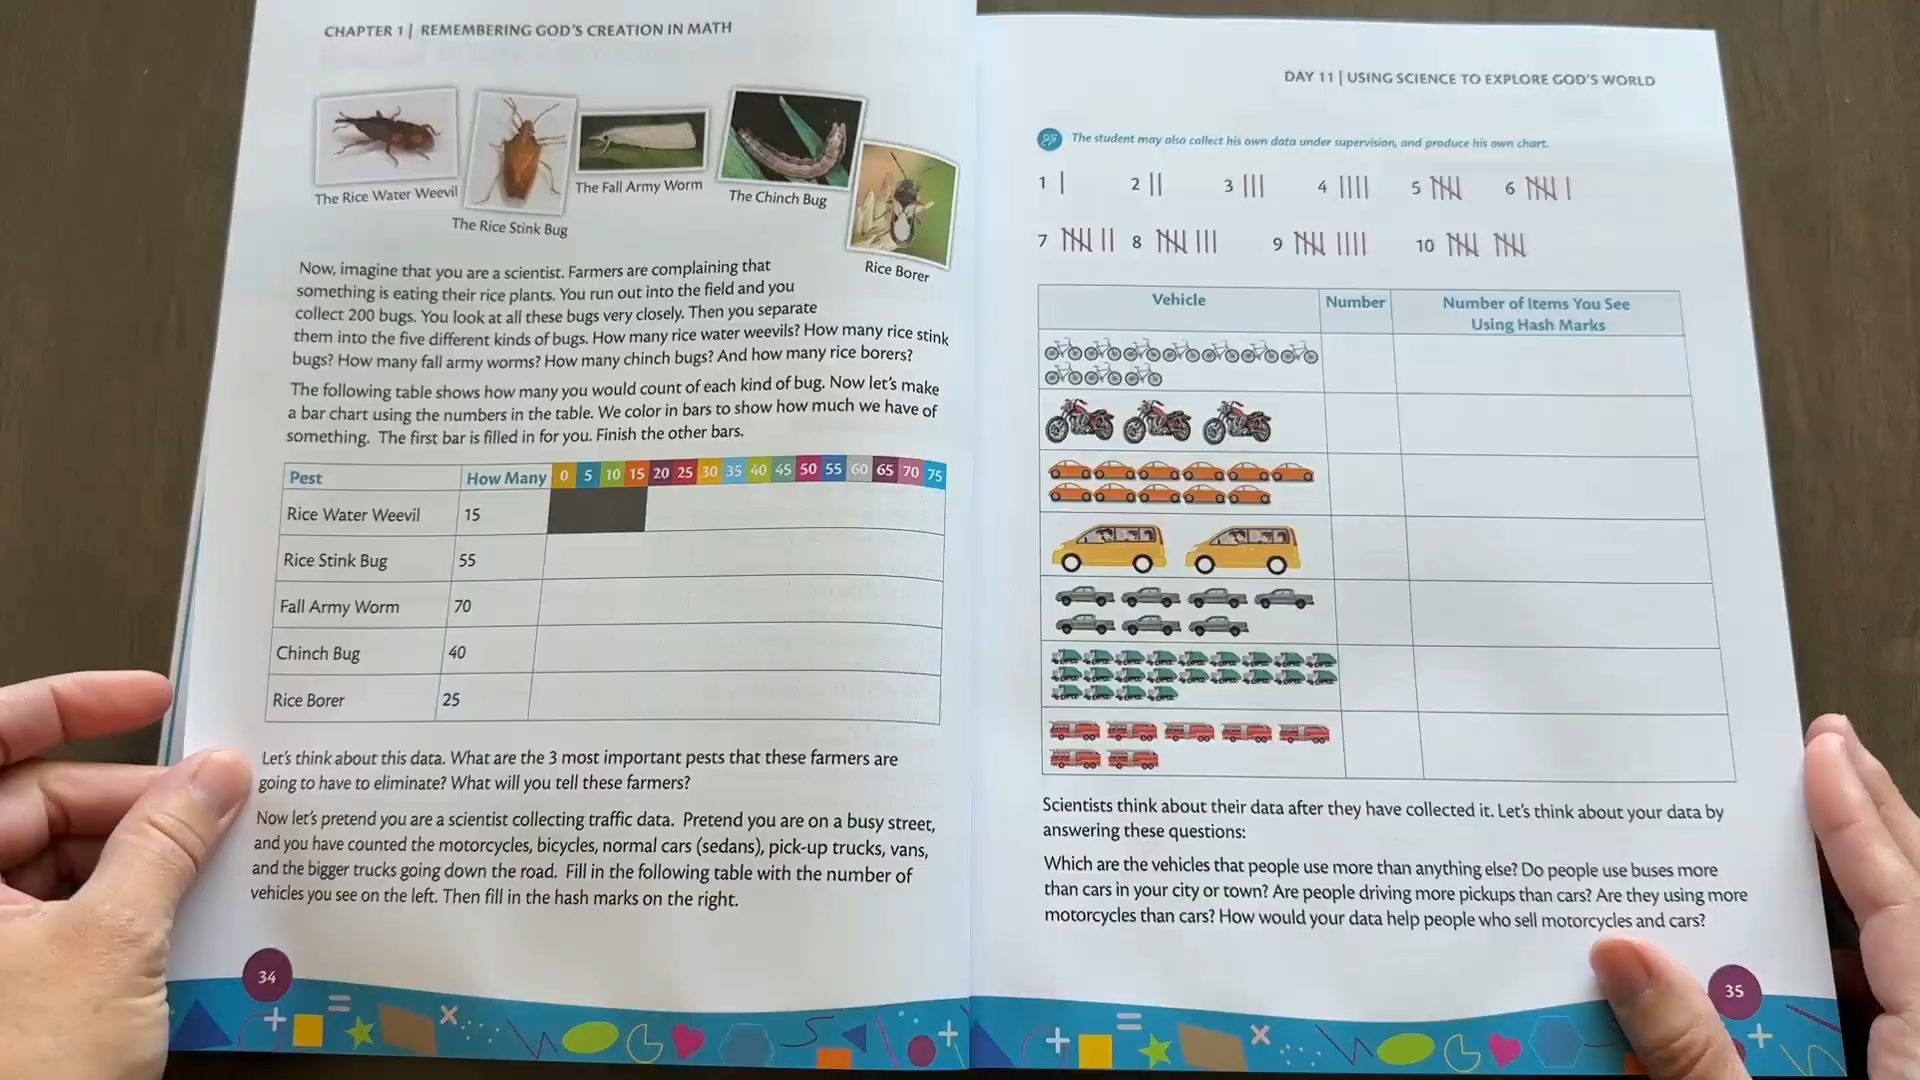 CHAPTER 1 | REMEMBERING GOD'S CREATION IN MATH
The Rice Water Weevil
The Rice Stink Bug
The Fall Army Worm
The Chinch Bug
Rice Borer
Now, imagine that you are a scientist. Farmers are complaining that
something is eating their rice plants. You run out into the field and you
collect 200 bugs. You look at all these bugs very closely. Then you separate
them into the five different kinds of bugs. How many rice water weevils? How many rice stink
bugs? How many fall army worms? How many chinch bugs? And how many rice borers?
The following table shows how many you would count of each kind of bug. Now let's make
a bar chart using the numbers in the table. We color in bars to show how much we have of
something. The first bar is filled in for you. Finish the other bars.
Pest How Many 0 5 10 15 20 25 30 35 40 45 50 55 60 65 70 75
Rice Water Weevil 15
Rice Stink Bug 55
Fall Army Worm 70
Chinch Bug 40
Rice Borer 25
Let's think about this data. What are the 3 most important pests that these farmers are
going to have to eliminate? What will you tell these farmers?
Now let's pretend you are a scientist collecting traffic data. Pretend you are on a busy street,
and you have counted the motorcycles, bicycles, normal cars (sedans), pick-up trucks, vans,
and the bigger trucks going down the road. Fill in the following table with the number of
vehicles you see on the left. Then fill in the hash marks on the right.
34
DAY 11 | USING SCIENCE TO EXPLORE GOD'S WORLD
The student may also collect his own data under supervision, and produce his own chart.
1 2 3 4 5 6
7 8 9 10
Vehicle Number Number of Items You See
Using Hash Marks
Scientists think about their data after they have collected it. Let's think about your data by
answering these questions:
Which are the vehicles that people use more than anything else? Do people use buses more
than cars in your city or town? Are people driving more pickups than cars? Are they using more
motorcycles than cars? How would your data help people who sell motorcycles and cars?
35